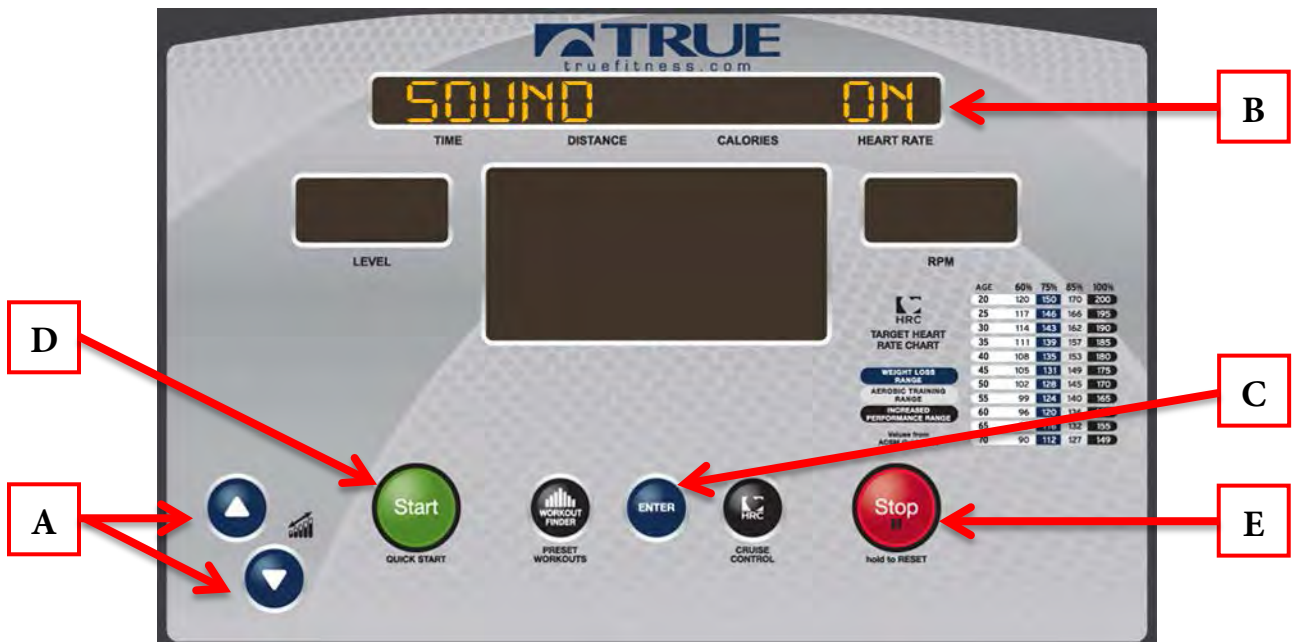 TRUE
truefitness.com
SOUND ON
TIME DISTANCE CALORIES HEART RATE
B
LEVEL
RPM
HRC
TARGET HEART
RATE CHART
WEIGHT LOSS
RANGE
AEROBIC TRAINING
RANGE
INCREASED
PERFORMANCE RANGE
Values from
AGE 60% 75% 85% 100%
20 120 150 170 200
25 117 146 166 195
30 114 143 162 190
35 111 139 157 185
40 108 135 153 180
45 105 131 149 175
50 102 128 145 170
55 99 124 140 165
60 96 120
65 132 155
70 90 112 127 149
D
C
A
Start
QUICK START
WORKOUT
FINDER
PRESET
WORKOUTS
ENTER
HRC
CRUISE
CONTROL
Stop
hold to RESET
E